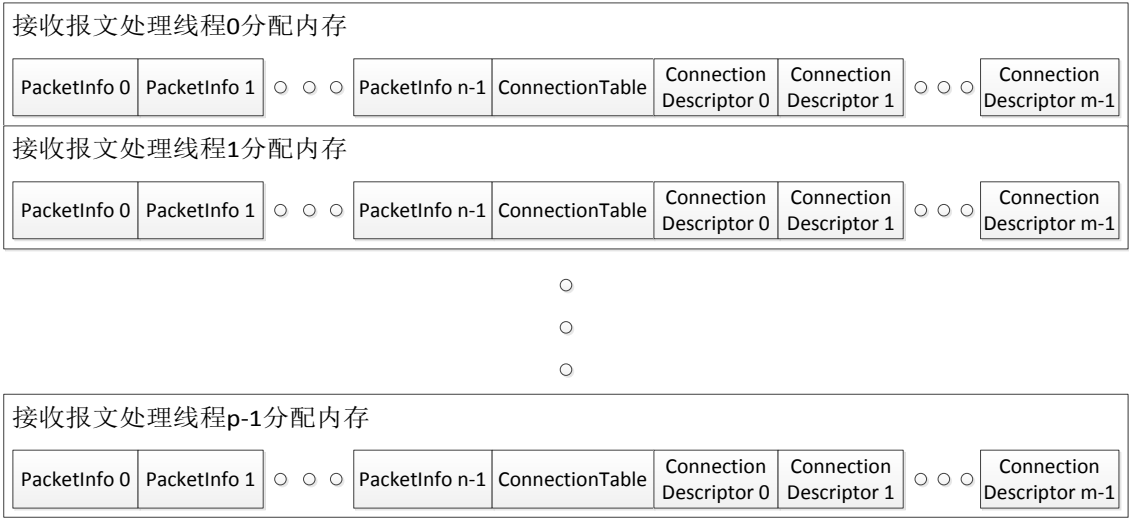 接收报文处理线程0分配内存
PacketInfo 0 PacketInfo 1 PacketInfo n-1 ConnectionTable Connection Descriptor 0 Connection Descriptor 1 Connection Descriptor m-1
接收报文处理线程1分配内存
PacketInfo 0 PacketInfo 1 PacketInfo n-1 ConnectionTable Connection Descriptor 0 Connection Descriptor 1 Connection Descriptor m-1
接收报文处理线程p-1分配内存
PacketInfo 0 PacketInfo 1 PacketInfo n-1 ConnectionTable Connection Descriptor 0 Connection Descriptor 1 Connection Descriptor m-1